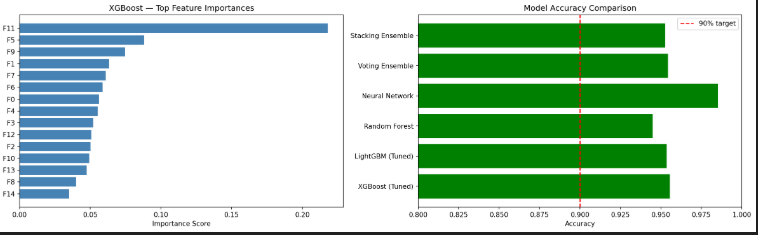 XGBoost — Top Feature Importances
F11
F5
F9
F1
F7
F6
F0
F4
F3
F12
F2
F10
F13
F8
F14
0.00 0.05 0.10 0.15 0.20
Importance Score
Model Accuracy Comparison
90% target
Stacking Ensemble
Voting Ensemble
Neural Network
Random Forest
LightGBM (Tuned)
XGBoost (Tuned)
0.800 0.825 0.850 0.875 0.900 0.925 0.950 0.975 1.000
Accuracy